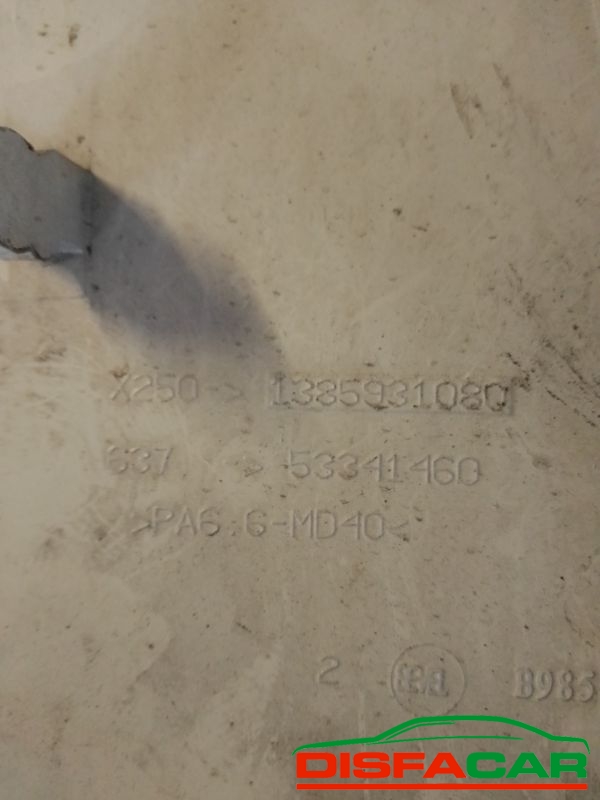 X250-> 1385931080
637 -> 53341460
>PA6.6-MD40<
2 B985
DISFACAR